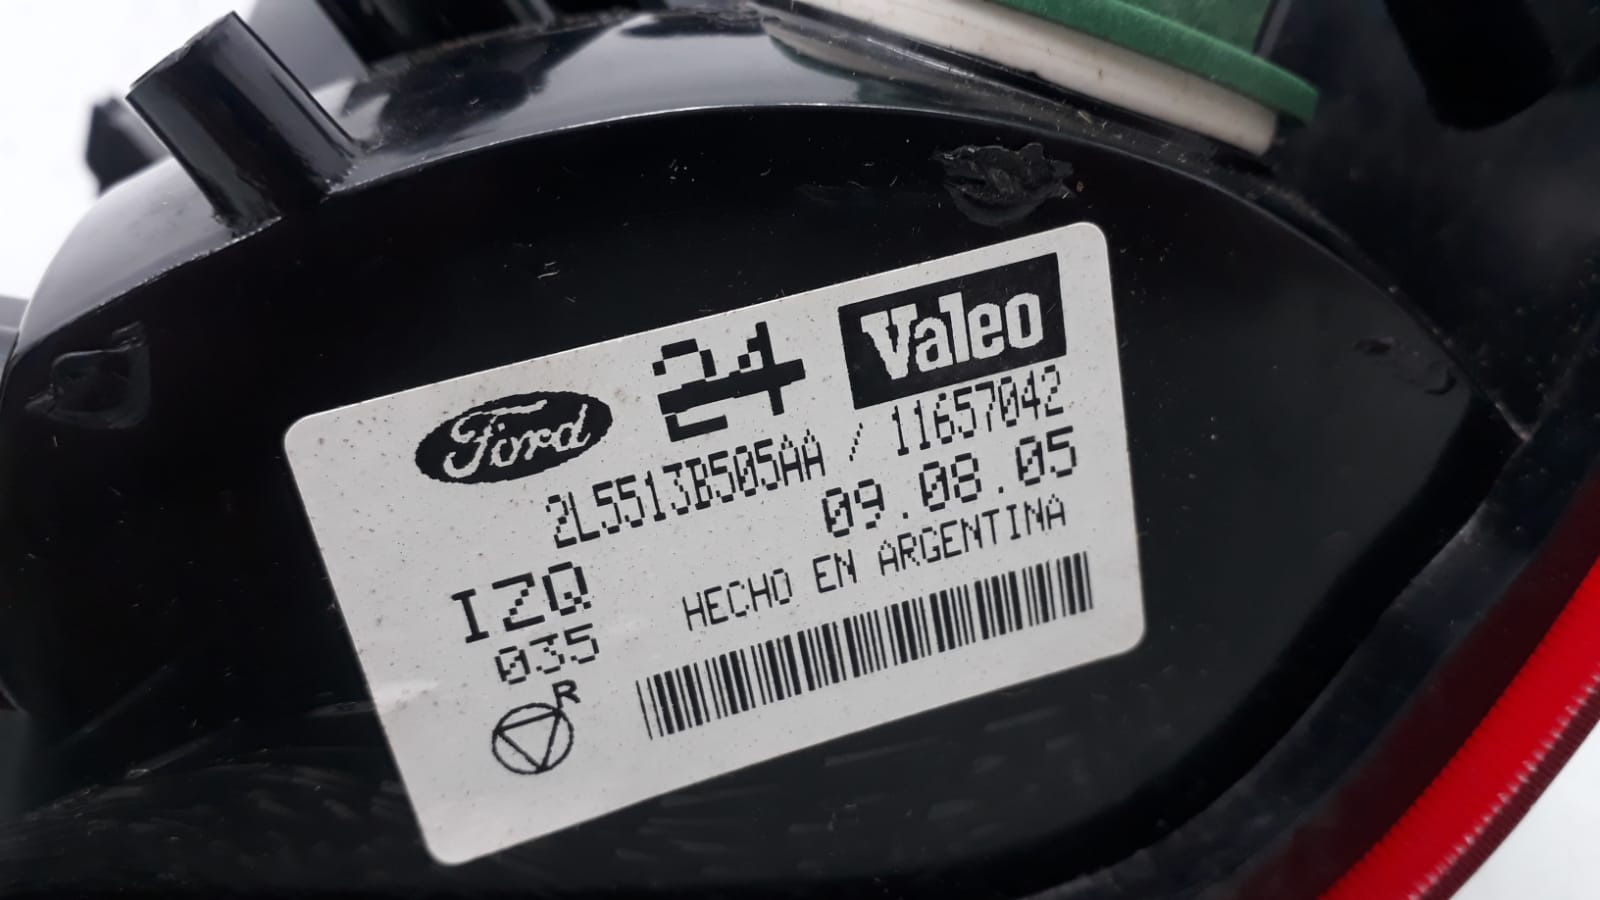 Ford 24 Valeo
2L5513B505AA / 11657042
09.08.05
IZQ HECHO EN ARGENTINA
035
R